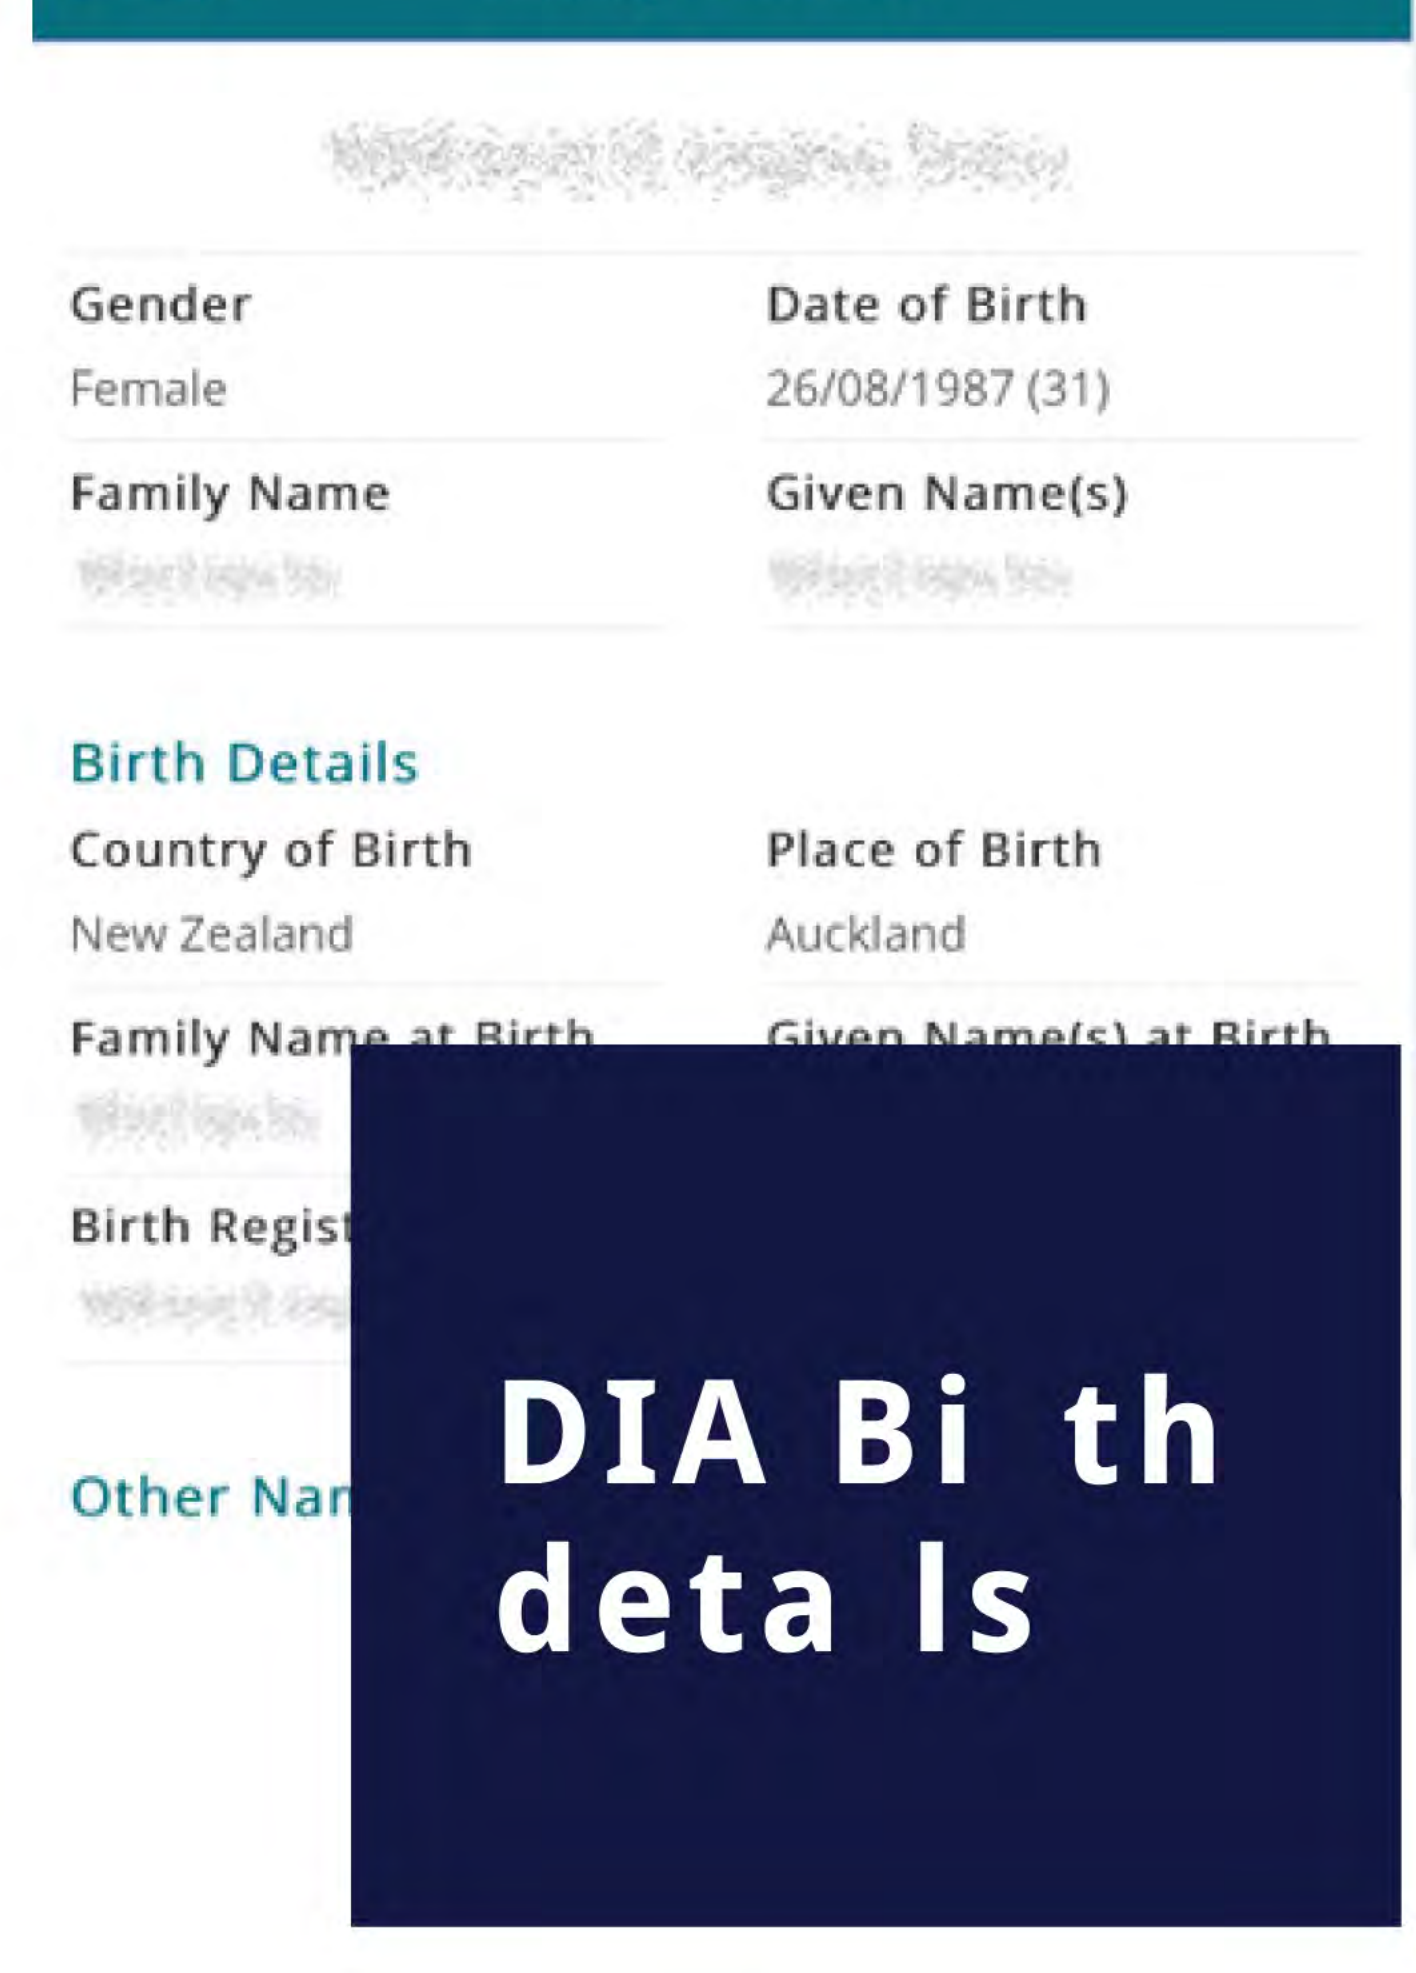 Gender Date of Birth
Female 26/08/1987 (31)
Family Name Given Name(s)
Birth Details
Country of Birth Place of Birth
New Zealand Auckland
Family Name at Birth Given Name(s) at Birth
Birth Regist
Other Nam
DIA Bi th
deta ls